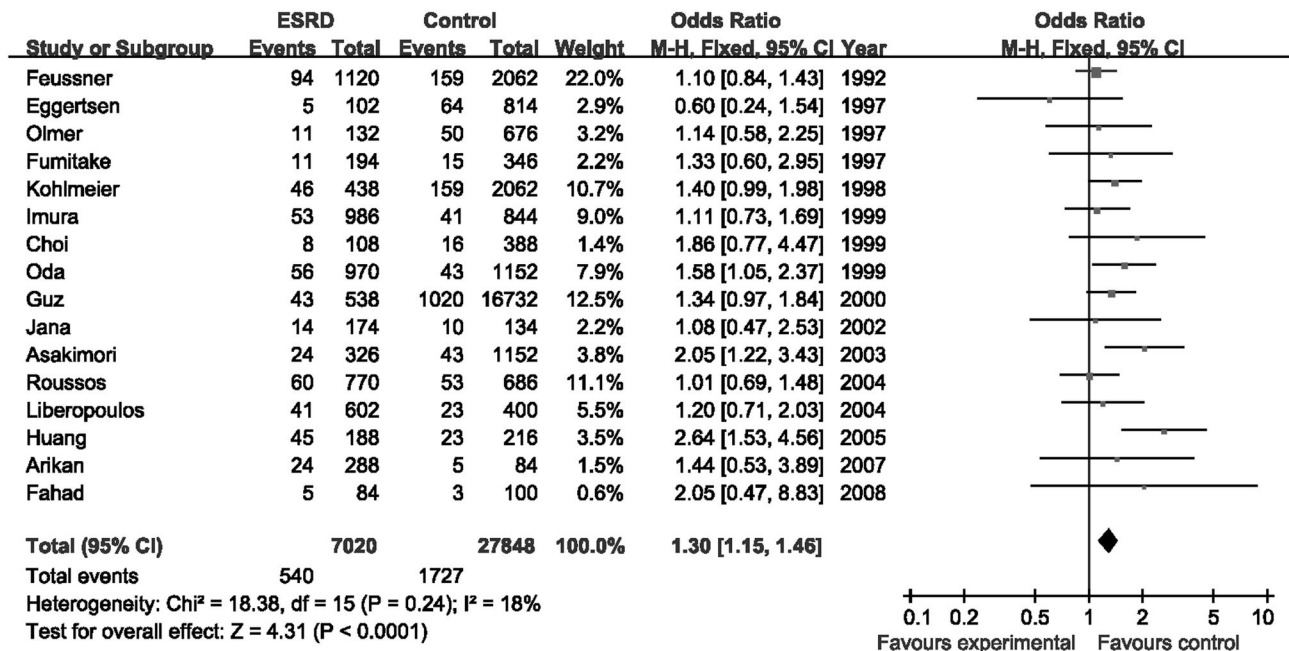 ESRD Control Odds Ratio Odds Ratio
Study or Subgroup Events Total Events Total Weight M-H, Fixed, 95% CI Year M-H, Fixed, 95% CI
Feussner 94 1120 159 2062 22.0% 1.10 [0.84, 1.43] 1992
Eggertsen 5 102 64 814 2.9% 0.60 [0.24, 1.54] 1997
Olmer 11 132 50 676 3.2% 1.14 [0.58, 2.25] 1997
Fumitake 11 194 15 346 2.2% 1.33 [0.60, 2.95] 1997
Kohlmeier 46 438 159 2062 10.7% 1.40 [0.99, 1.98] 1998
Imura 53 986 41 844 9.0% 1.11 [0.73, 1.69] 1999
Choi 8 108 16 388 1.4% 1.86 [0.77, 4.47] 1999
Oda 56 970 43 1152 7.9% 1.58 [1.05, 2.37] 1999
Guz 43 538 1020 16732 12.5% 1.34 [0.97, 1.84] 2000
Jana 14 174 10 134 2.2% 1.08 [0.47, 2.53] 2002
Asakimori 24 326 43 1152 3.8% 2.05 [1.22, 3.43] 2003
Roussos 60 770 53 686 11.1% 1.01 [0.69, 1.48] 2004
Liberopoulos 41 602 23 400 5.5% 1.20 [0.71, 2.03] 2004
Huang 45 188 23 216 3.5% 2.64 [1.53, 4.56] 2005
Arikan 24 288 5 84 1.5% 1.44 [0.53, 3.89] 2007
Fahad 5 84 3 100 0.6% 2.05 [0.47, 8.83] 2008
Total (95% CI) 7020 27848 100.0% 1.30 [1.15, 1.46]
Total events 540 1727
Heterogeneity: Chi² = 18.38, df = 15 (P = 0.24); I² = 18%
Test for overall effect: Z = 4.31 (P < 0.0001)
0.1 0.2 0.5 1 2 5 10
Favours experimental Favours control